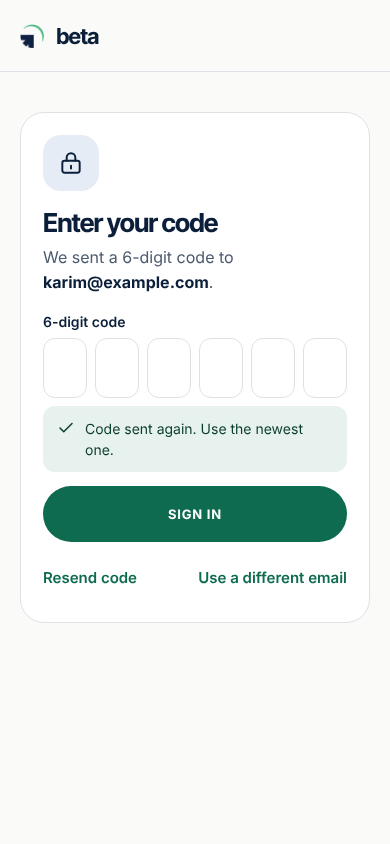 beta
Enter your code
We sent a 6-digit code to
karim@example.com.
6-digit code
Code sent again. Use the newest
one.
SIGN IN
Resend code
Use a different email